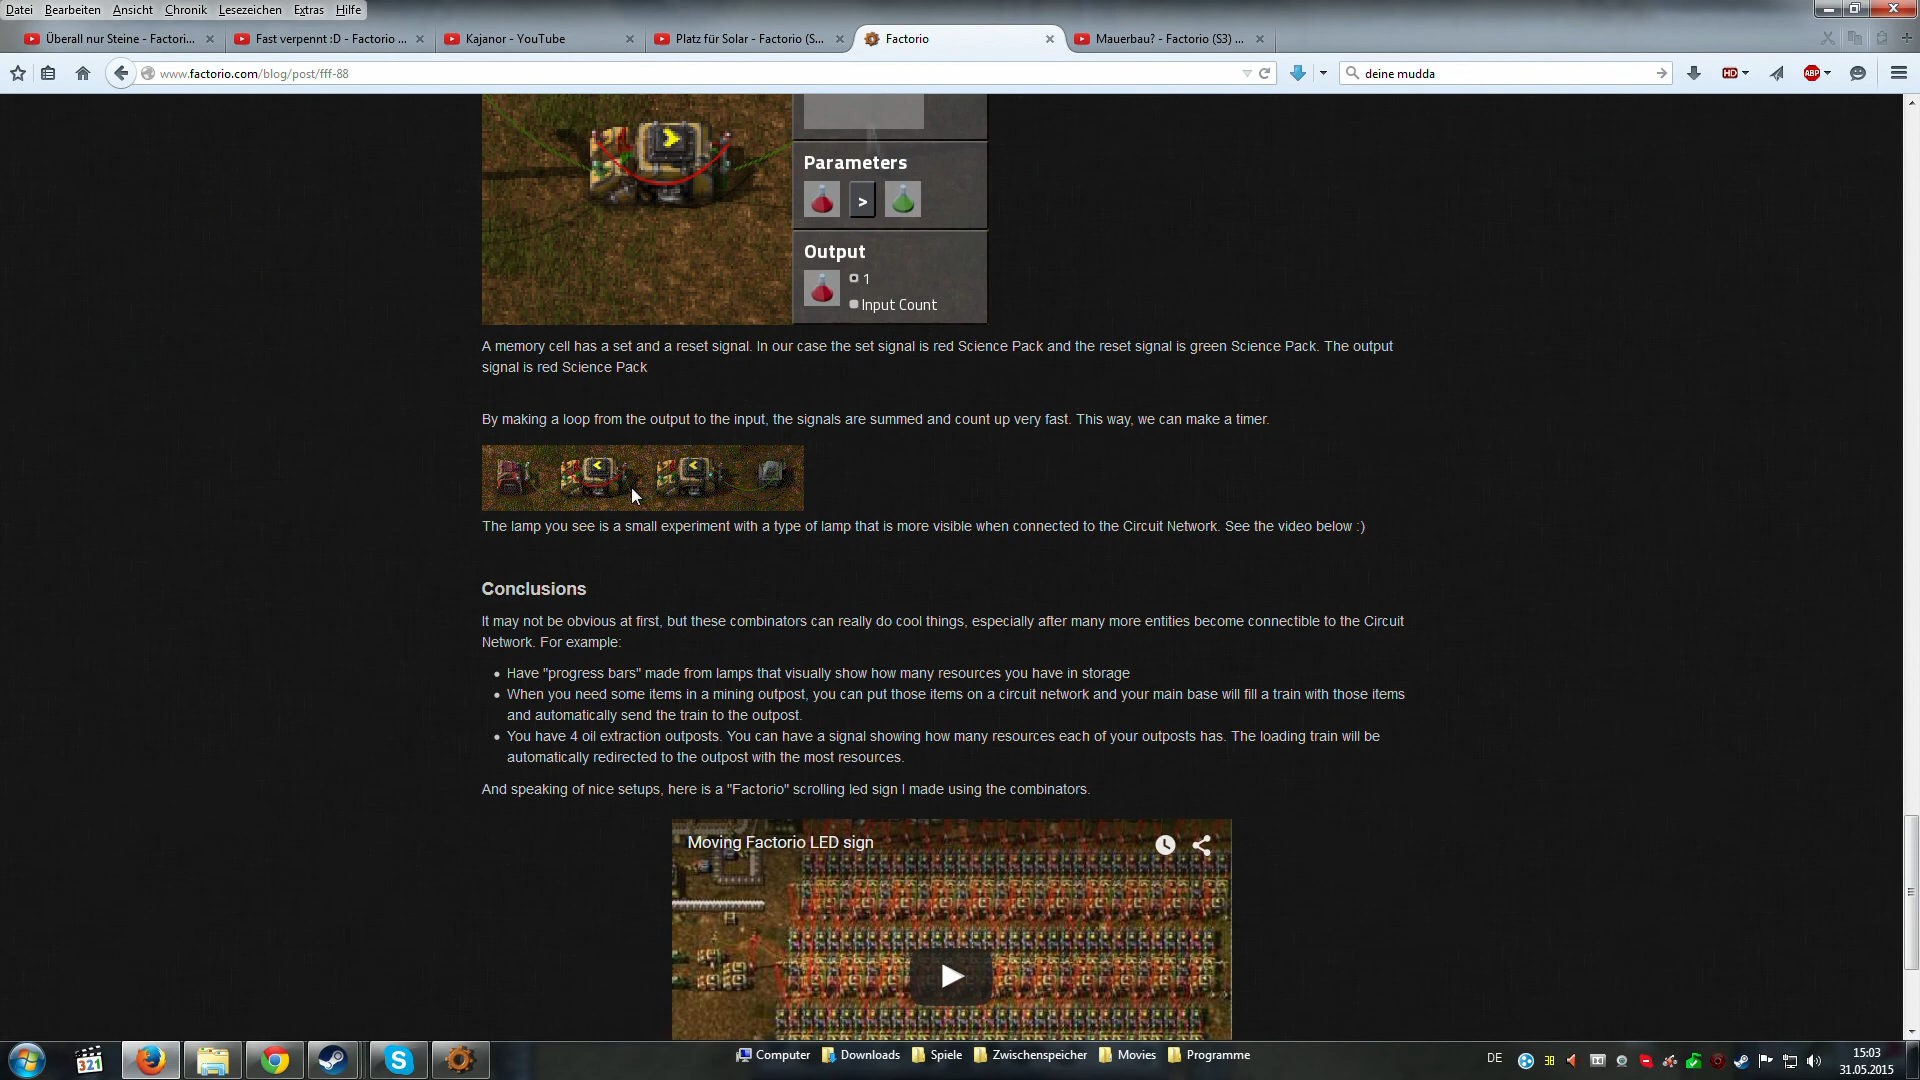 Datei Bearbeiten Ansicht Chronik Lesezeichen Extras Hilfe
Überall nur Steine - Factori... Fast verpennt :D - Factorio ... Kajanor - YouTube Platz für Solar - Factorio (S... Factorio Mauerbau? - Factorio (S3) ...
www.factorio.com/blog/post/fff-88 deine mudda HD ABP
Parameters
>
Output
1
Input Count
A memory cell has a set and a reset signal. In our case the set signal is red Science Pack and the reset signal is green Science Pack. The output
signal is red Science Pack
By making a loop from the output to the input, the signals are summed and count up very fast. This way, we can make a timer.
The lamp you see is a small experiment with a type of lamp that is more visible when connected to the Circuit Network. See the video below :)
Conclusions
It may not be obvious at first, but these combinators can really do cool things, especially after many more entities become connectible to the Circuit
Network. For example:
Have "progress bars" made from lamps that visually show how many resources you have in storage
When you need some items in a mining outpost, you can put those items on a circuit network and your main base will fill a train with those items
and automatically send the train to the outpost.
You have 4 oil extraction outposts. You can have a signal showing how many resources each of your outposts has. The loading train will be
automatically redirected to the outpost with the most resources.
And speaking of nice setups, here is a "Factorio" scrolling led sign I made using the combinators.
Moving Factorio LED sign
321 Computer Downloads Spiele Zwischenspeicher Movies Programme DE 38 15:03
31.05.2015